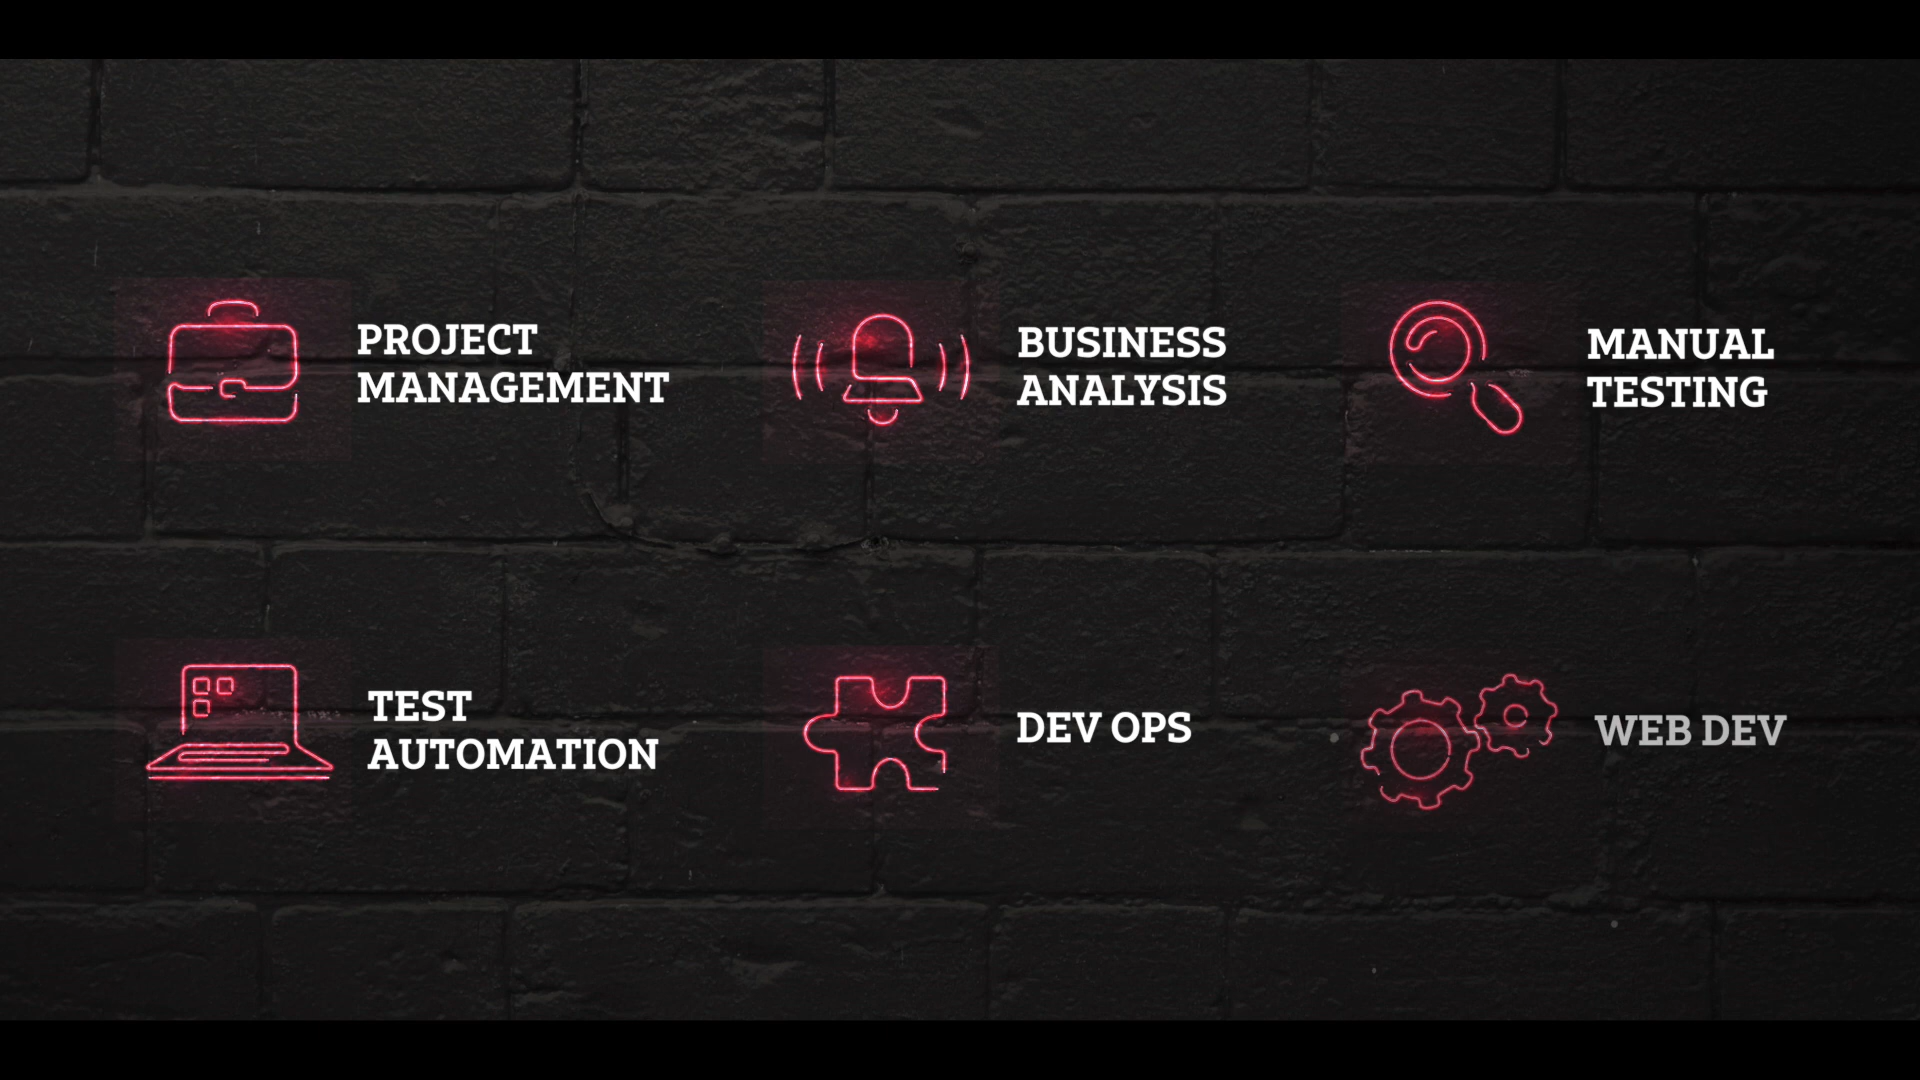 PROJECT
MANAGEMENT
BUSINESS
ANALYSIS
MANUAL
TESTING
TEST
AUTOMATION
DEV OPS
WEB DEV